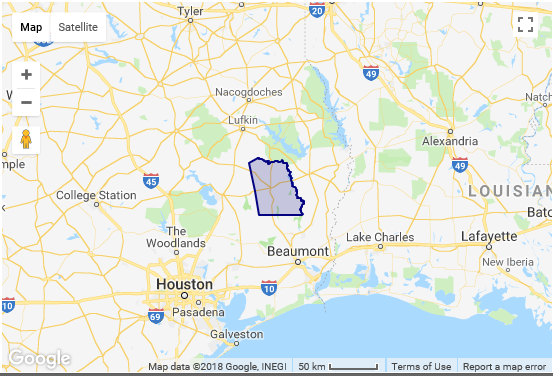 Map
Satellite
Tyler
20
49
W
Nacogdoches
Natch
Lufkin
Alexandria
mple
49
45
LOUISIAN
College Station
Bato
The
Woodlands
Lake Charles
Lafayette
Beaumont
New Iberia
Houston
10
10
Pasadena
69
Galveston
Google
Map data ©2018 Google, INEGI
50 km
Terms of Use
Report a map error